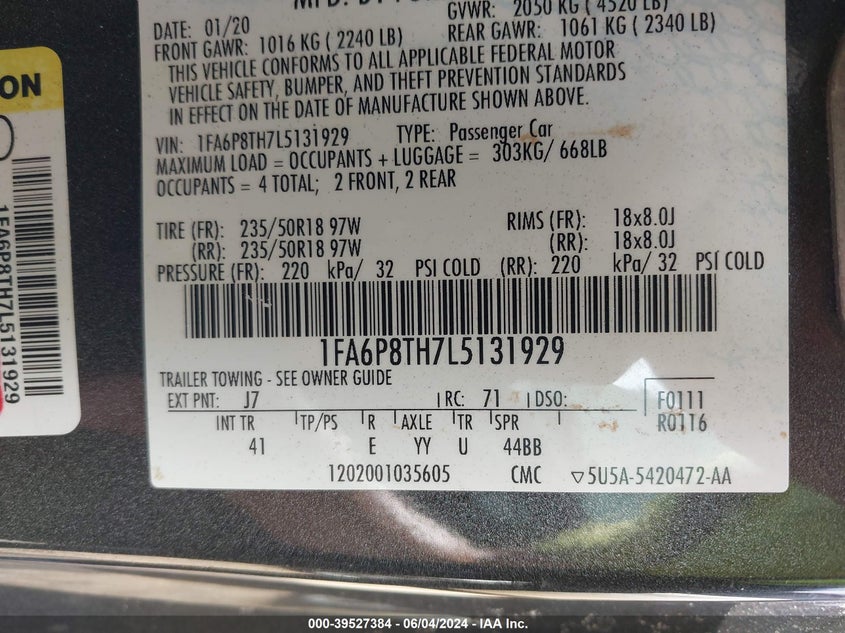 MFD. BY
GVWR: 2050 KG ( 4520 LB)
DATE: 01/20
FRONT GAWR: 1016 KG ( 2240 LB)
REAR GAWR: 1061 KG ( 2340 LB)
THIS VEHICLE CONFORMS TO ALL APPLICABLE FEDERAL MOTOR
VEHICLE SAFETY, BUMPER, AND THEFT PREVENTION STANDARDS
IN EFFECT ON THE DATE OF MANUFACTURE SHOWN ABOVE.
VIN: 1FA6P8TH7L5131929 TYPE: Passenger Car
MAXIMUM LOAD = OCCUPANTS + LUGGAGE = 303KG/ 668LB
OCCUPANTS = 4 TOTAL; 2 FRONT, 2 REAR
TIRE (FR): 235/50R18 97W RIMS (FR): 18x8.0J
(RR): 235/50R18 97W (RR): 18x8.0J
PRESSURE (FR): 220 kPa/ 32 PSI COLD (RR): 220 kPa/ 32 PSI COLD
1FA6P8TH7L5131929
TRAILER TOWING - SEE OWNER GUIDE
EXT PNT: J7 RC: 71 DSO: F0111
R0116
INT TR TP/PS R AXLE TR SPR
41 E YY U 44BB
1202001035605 CMC ▽5U5A-5420472-AA
ON
1FA6P8TH7L5131929
000-39527384 - 06/04/2024 - IAA Inc.